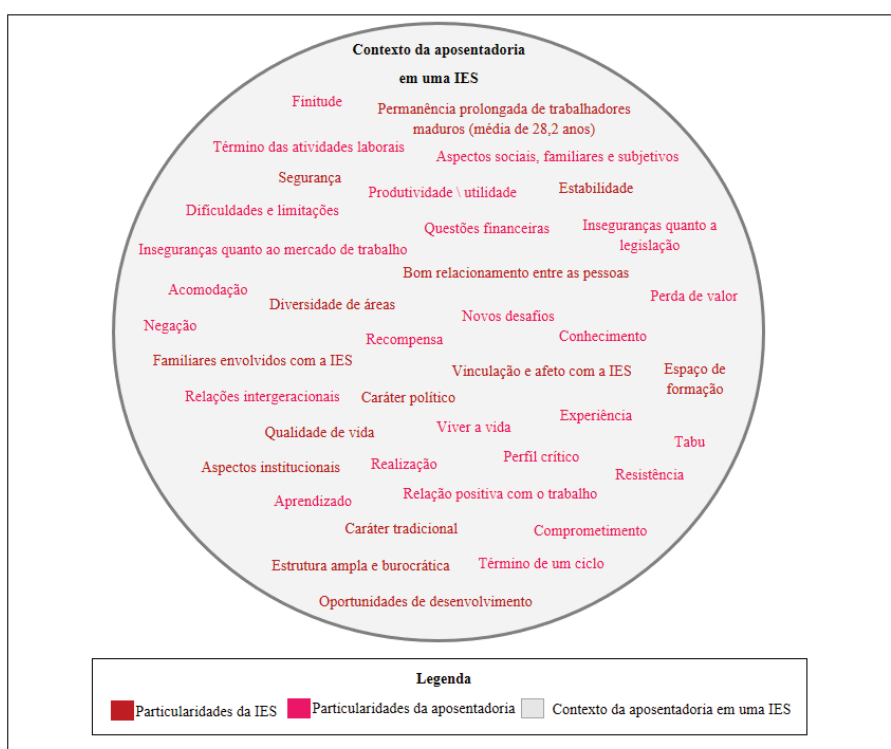 Contexto da aposentadoria
em uma IES
Finitude
Permanência prolongada de trabalhadores
maduros (média de 28,2 anos)
Término das atividades laborais
Aspectos sociais, familiares e subjetivos
Segurança
Produtividade \ utilidade
Estabilidade
Dificuldades e limitações
Questões financeiras
Inseguranças quanto a
legislação
Inseguranças quanto ao mercado de trabalho
Bom relacionamento entre as pessoas
Acomodação
Diversidade de áreas
Perda de valor
Novos desafios
Negação
Recompensa
Conhecimento
Familiares envolvidos com a IES
Vinculação e afeto com a IES
Espaço de
formação
Relações intergeracionais
Caráter político
Experiência
Qualidade de vida
Viver a vida
Tabu
Aspectos institucionais
Realização
Perfil crítico
Resistência
Aprendizado
Relação positiva com o trabalho
Caráter tradicional
Comprometimento
Estrutura ampla e burocrática
Término de um ciclo
Oportunidades de desenvolvimento
Legenda
Particularidades da IES
Particularidades da aposentadoria
Contexto da aposentadoria em uma IES